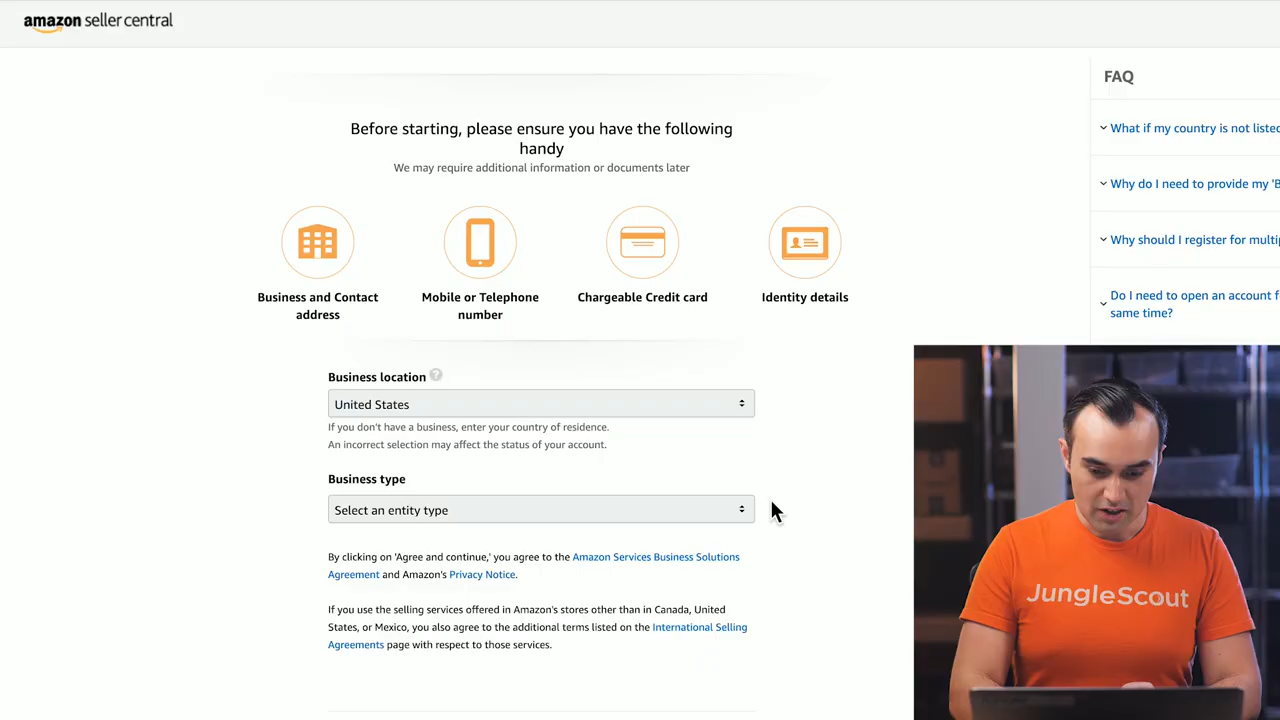 amazon seller central
Before starting, please ensure you have the following
handy
We may require additional information or documents later
Business and Contact
address
Mobile or Telephone
number
Chargeable Credit card
Identity details
Business location ?
United States
If you don't have a business, enter your country of residence.
An incorrect selection may affect the status of your account.
Business type
Select an entity type
By clicking on 'Agree and continue,' you agree to the Amazon Services Business Solutions
Agreement and Amazon's Privacy Notice.
If you use the selling services offered in Amazon's stores other than in Canada, United
States, or Mexico, you also agree to the additional terms listed on the International Selling
Agreements page with respect to those services.
FAQ
What if my country is not listed
Why do I need to provide my 'B
Why should I register for multip
Do I need to open an account f
same time?
JungleScout